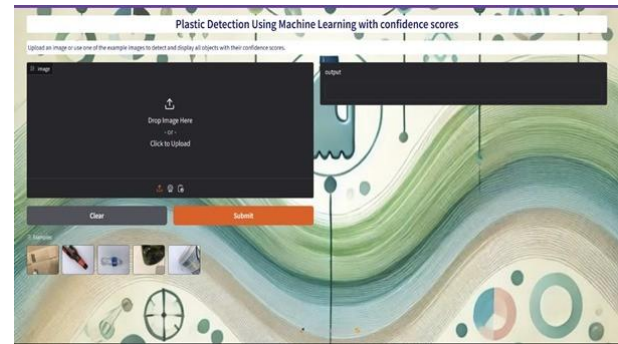 Plastic Detection Using Machine Learning with confidence scores
Upload an image or use one of the example images to detect and display all objects with their confidence scores.
Image
output
Drop Image Here
- or -
Click to Upload
Clear
Submit
Examples